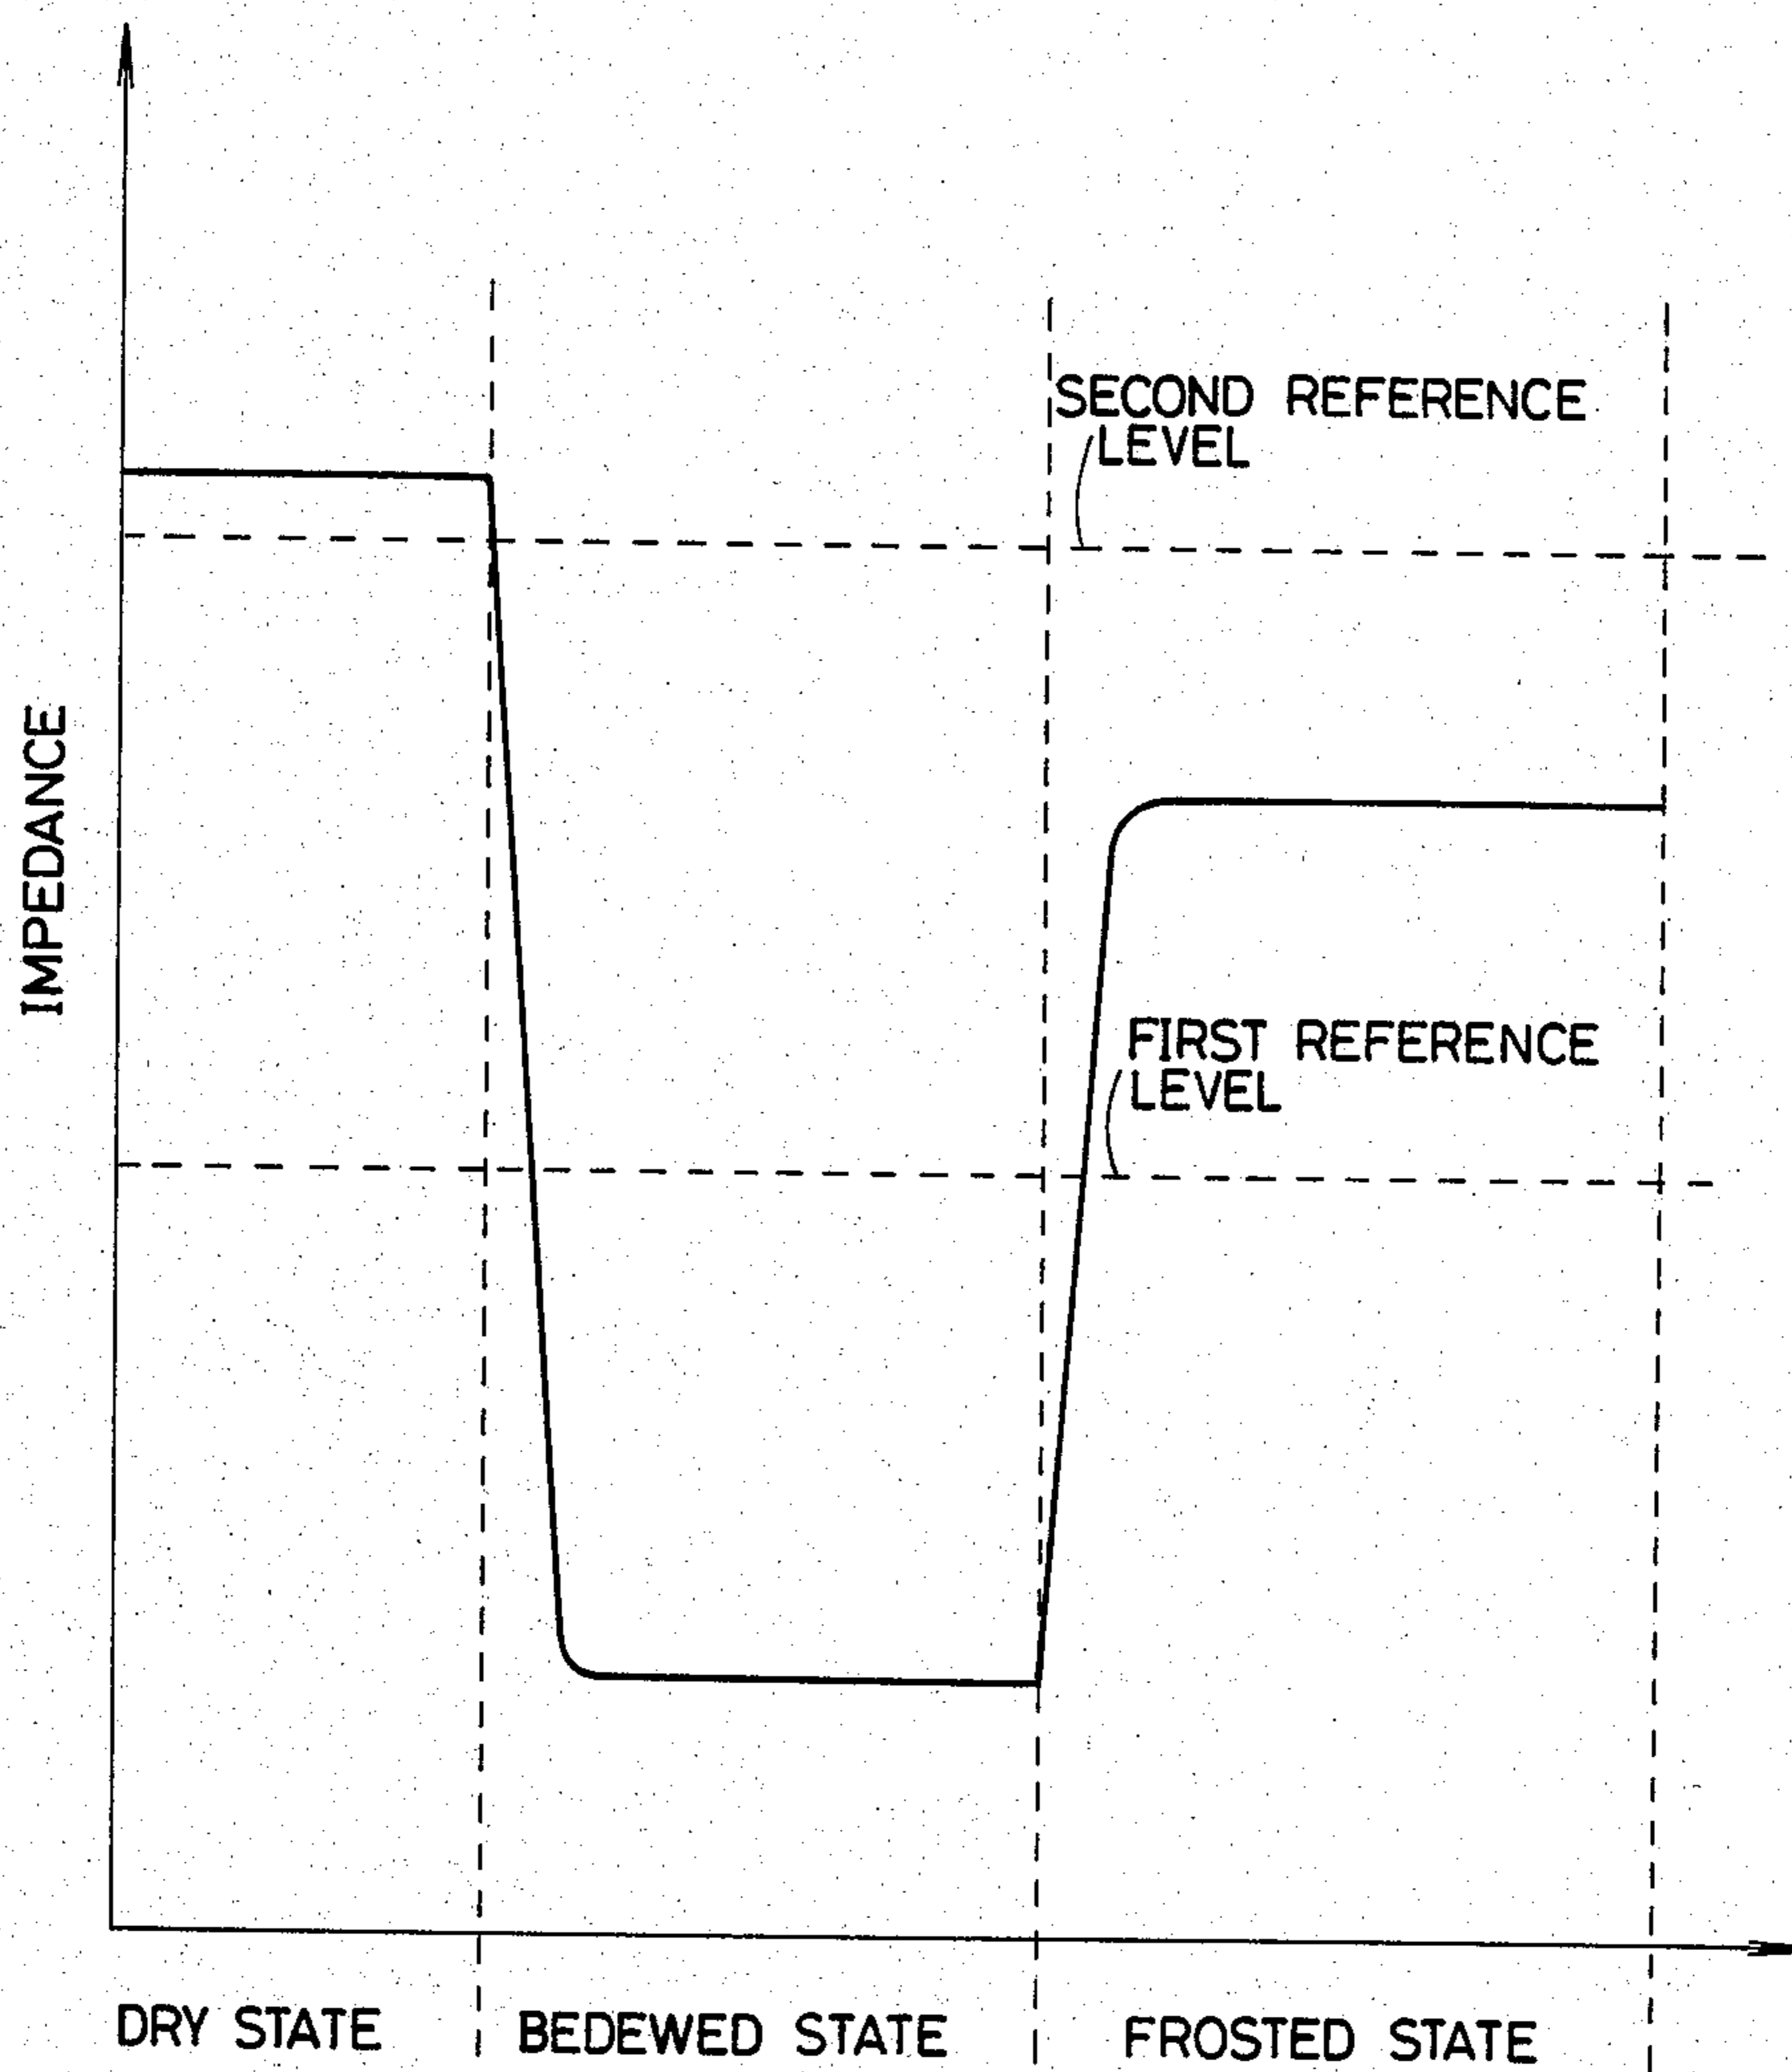 SECOND REFERENCE
LEVEL
IMPEDANCE
FIRST REFERENCE
LEVEL
DRY STATE
BEDEWED STATE
FROSTED STATE